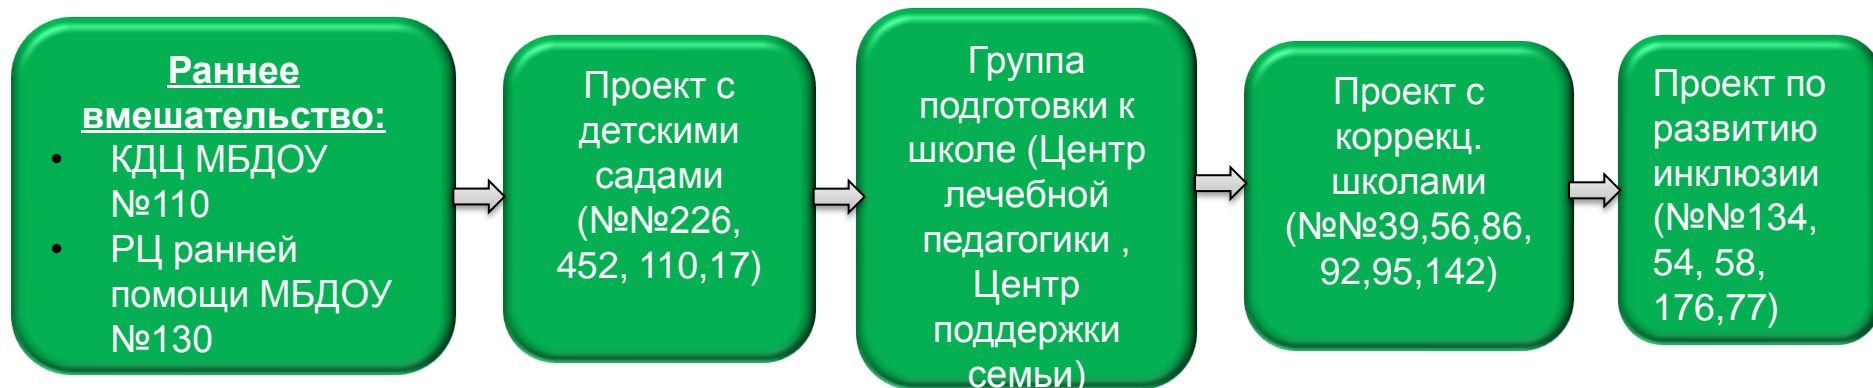 Раннее
вмешательство:
• КДЦ МБДОУ
№110
• РЦ ранней
помощи МБДОУ
№130
Проект с
детскими
садами
(№№226,
452, 110,17)
Группа
подготовки к
школе (Центр
лечебной
педагогики ,
Центр
поддержки
семьи)
Проект с
коррекц.
школами
(№№39,56,86,
92,95,142)
Проект по
развитию
инклюзии
(№№134,
54, 58,
176,77)